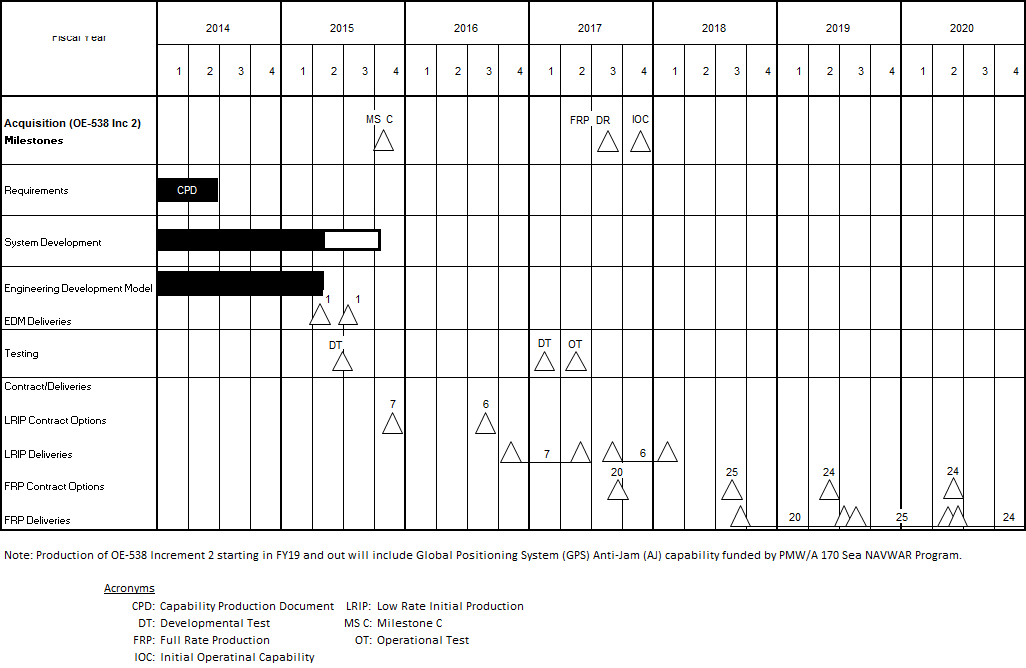 2014 2015 2016 2017 2018 2019 2020
Fiscal Year
1 2 3 4 1 2 3 4 1 2 3 4 1 2 3 4 1 2 3 4 1 2 3 4 1 2 3 4
MS C FRP DR IOC
Acquisition (OE-538 Inc 2)
Milestones
Requirements CPD
System Development
Engineering Development Model
1 1
EDM Deliveries
DT DT OT
Testing
Contract/Deliveries
7 6
LRIP Contract Options
LRIP Deliveries 7 6
20 25 24 24
FRP Contract Options
FRP Deliveries 20 25 24
Note: Production of OE-538 Increment 2 starting in FY19 and out will include Global Positioning System (GPS) Anti-Jam (AJ) capability funded by PMW/A 170 Sea NAVWAR Program.
Acronyms
CPD: Capability Production Document LRIP: Low Rate Initial Production
DT: Developmental Test MS C: Milestone C
FRP: Full Rate Production OT: Operational Test
IOC: Initial Operatinal Capability